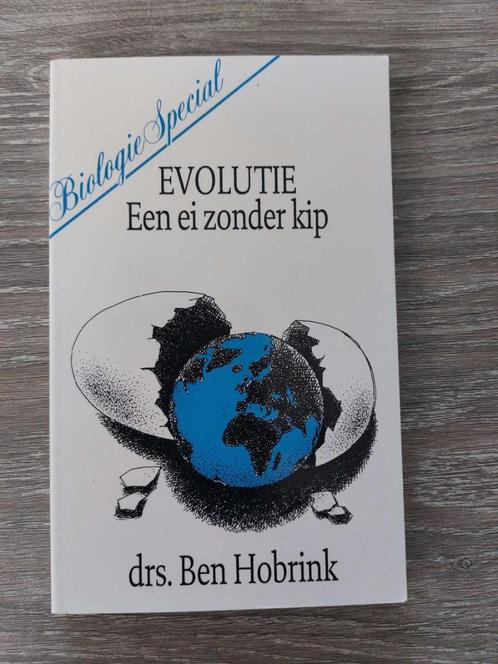 Biologie Special
EVOLUTIE
Een ei zonder kip
drs. Ben Hobrink